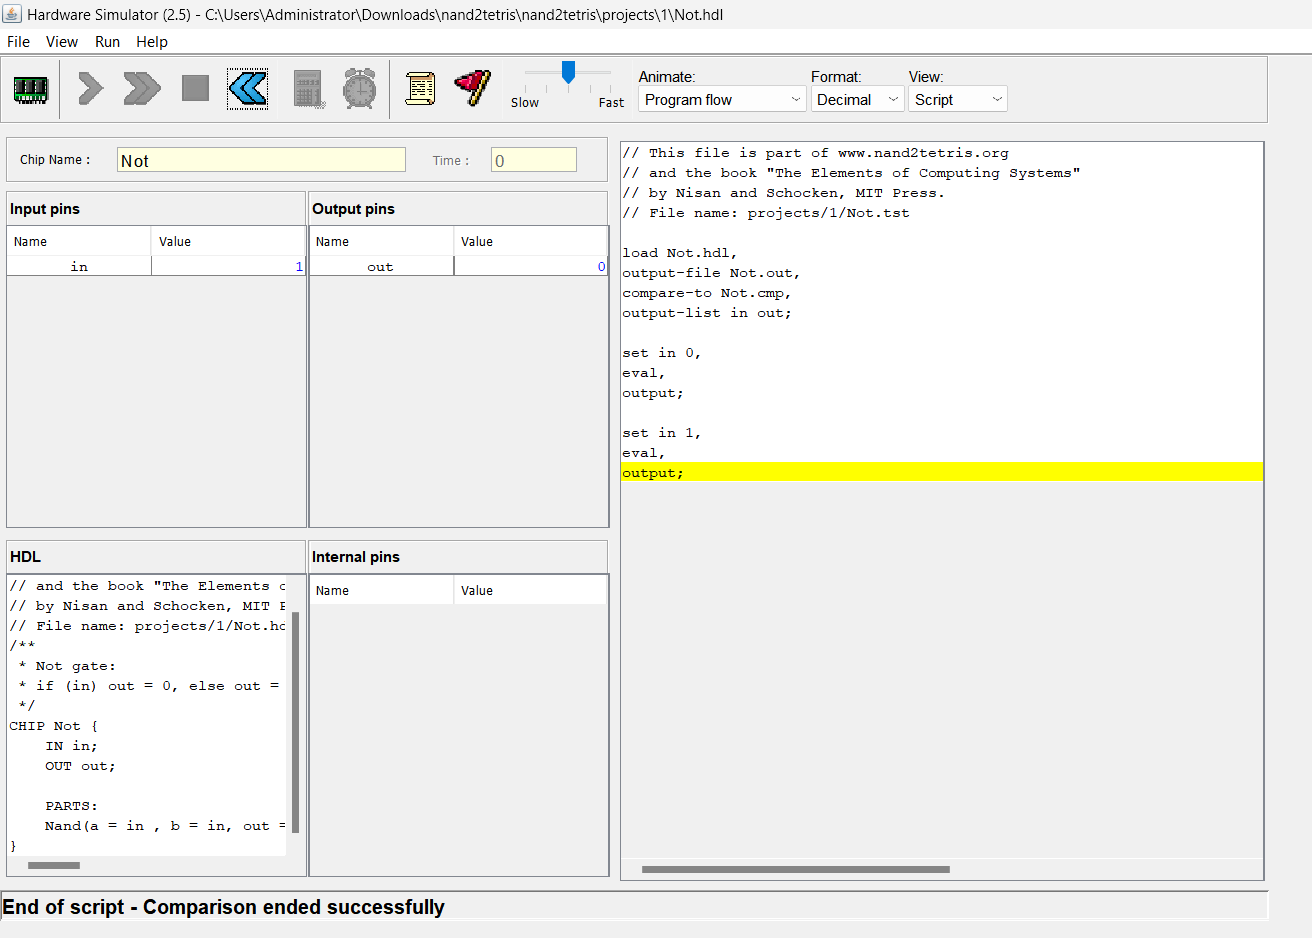 Hardware Simulator (2.5) - C:\Users\Administrator\Downloads\nand2tetris\nand2tetris\projects\1\Not.hdl
File View Run Help
Slow Fast
Animate: Format: View:
Program flow Decimal Script
Chip Name : Not Time : 0
Input pins
Name Value
in 1
Output pins
Name Value
out 0
HDL
// and the book "The Elements
// by Nisan and Schocken, MIT
// File name: projects/1/Not.
/**
 * Not gate:
 * if (in) out = 0, else out =
 */
CHIP Not {
    IN in;
    OUT out;
    PARTS:
    Nand(a = in , b = in, out =
}
Internal pins
Name Value
// This file is part of www.nand2tetris.org
// and the book "The Elements of Computing Systems"
// by Nisan and Schocken, MIT Press.
// File name: projects/1/Not.tst
load Not.hdl,
output-file Not.out,
compare-to Not.cmp,
output-list in out;
set in 0,
eval,
output;
set in 1,
eval,
output;
End of script - Comparison ended successfully